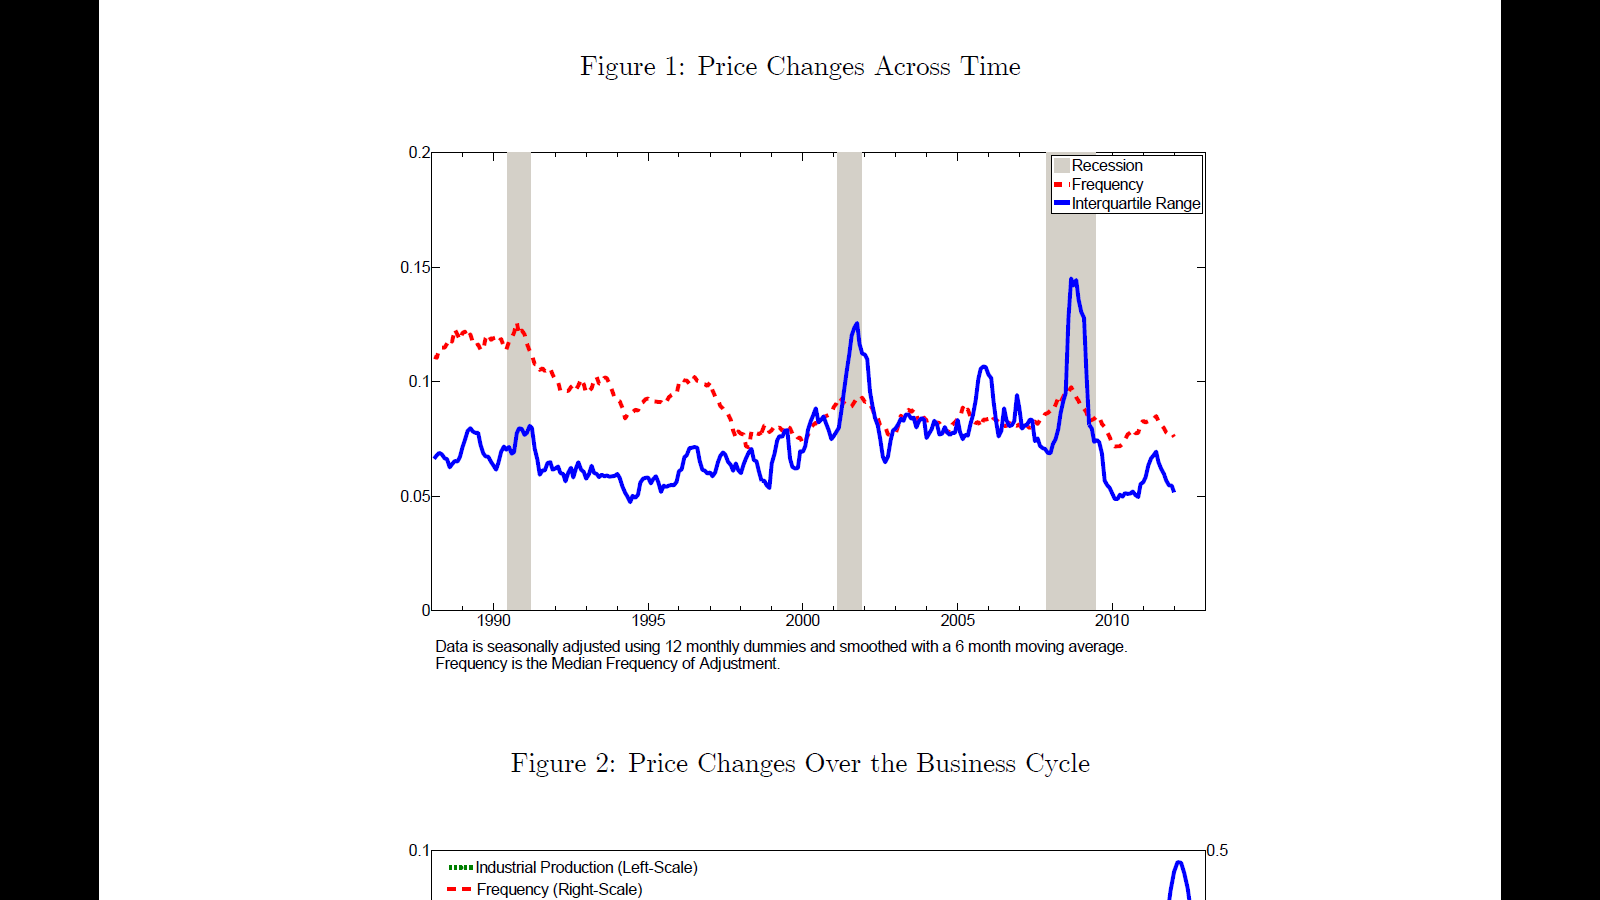 Figure 1: Price Changes Across Time
0.2
0.15
0.1
0.05
0
Recession
Frequency
Interquartile Range
1990 1995 2000 2005 2010
Data is seasonally adjusted using 12 monthly dummies and smoothed with a 6 month moving average.
Frequency is the Median Frequency of Adjustment.
Figure 2: Price Changes Over the Business Cycle
0.1
0.5
Industrial Production (Left-Scale)
Frequency (Right-Scale)